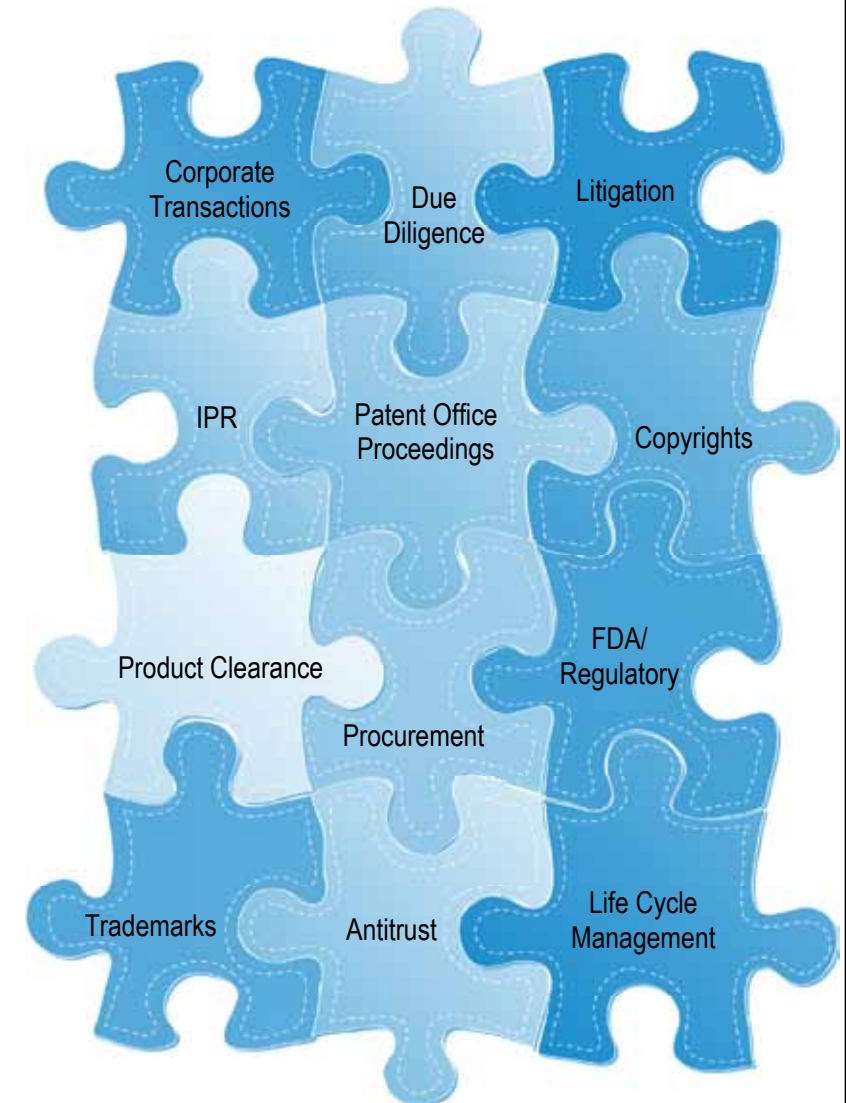 Corporate
Transactions
Due
Diligence
Litigation
IPR
Patent Office
Proceedings
Copyrights
Product Clearance
Procurement
FDA/
Regulatory
Trademarks
Antitrust
Life Cycle
Management